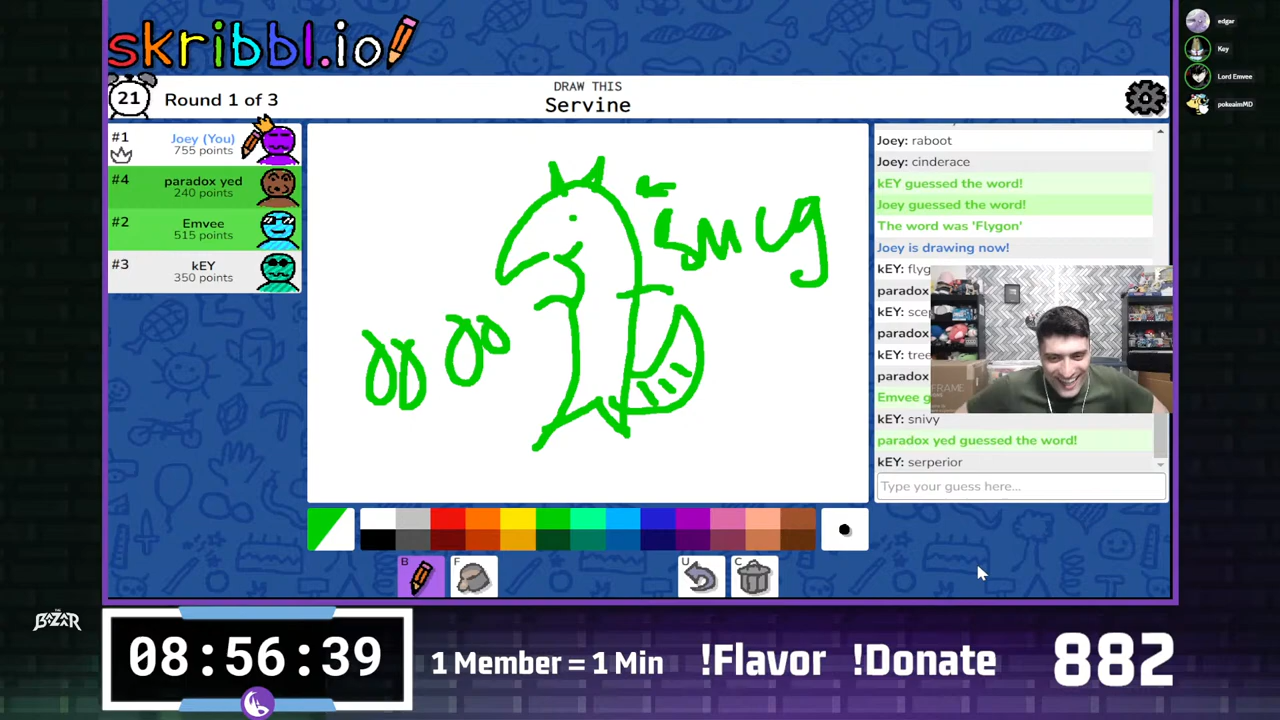 skribbl.io
21
Round 1 of 3
DRAW THIS
Servine
#1
Joey (You)
755 points
#4
paradox yed
240 points
#2
Emvee
515 points
#3
kEY
350 points
smug
Joey: raboot
Joey: cinderace
kEY guessed the word!
Joey guessed the word!
The word was 'Flygon'
Joey is drawing now!
kEY: flyg
paradox
kEY: scep
paradox
kEY: tree
paradox
Emvee g
kEY: snivy
paradox yed guessed the word!
kEY: serperior
Type your guess here...
B
F
U
C
edgar
Key
Lord Emvee
pokeaimMD
THE BAZAR
08:56:39
1 Member = 1 Min
!Flavor
!Donate
882